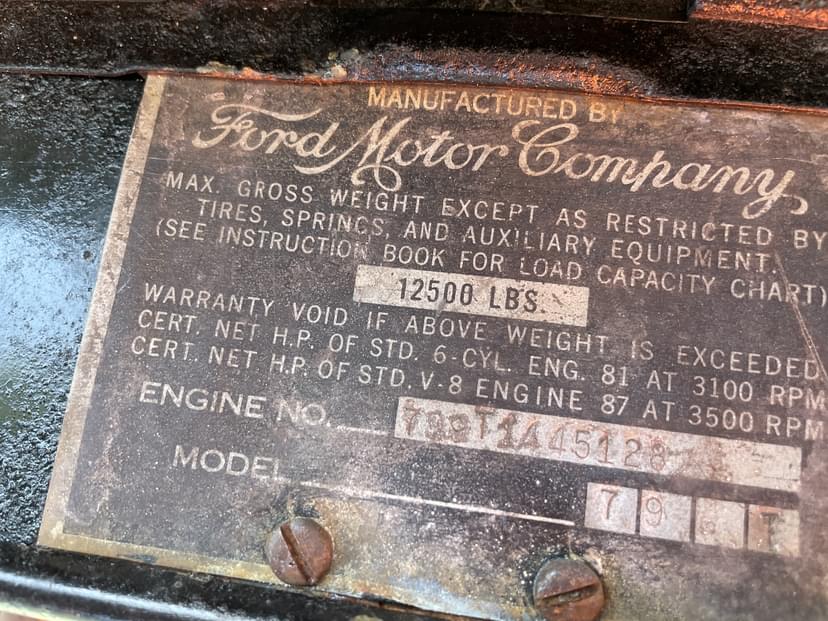 MANUFACTURED BY
Ford Motor Company
MAX. GROSS WEIGHT EXCEPT AS RESTRICTED BY
TIRES, SPRINGS, AND AUXILIARY EQUIPMENT.
(SEE INSTRUCTION BOOK FOR LOAD CAPACITY CHART)
12500 LBS.
WARRANTY VOID IF ABOVE WEIGHT IS EXCEEDED
CERT. NET H.P. OF STD. 6-CYL. ENG. 81 AT 3100 RPM
CERT. NET H.P. OF STD. V-8 ENGINE 87 AT 3500 RPM
ENGINE NO.
MODEL 79 T